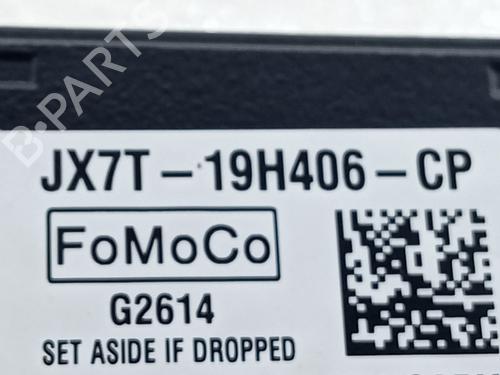 B-PARTS
JX7T-19H406-CP
FoMoCo
G2614
SET ASIDE IF DROPPED